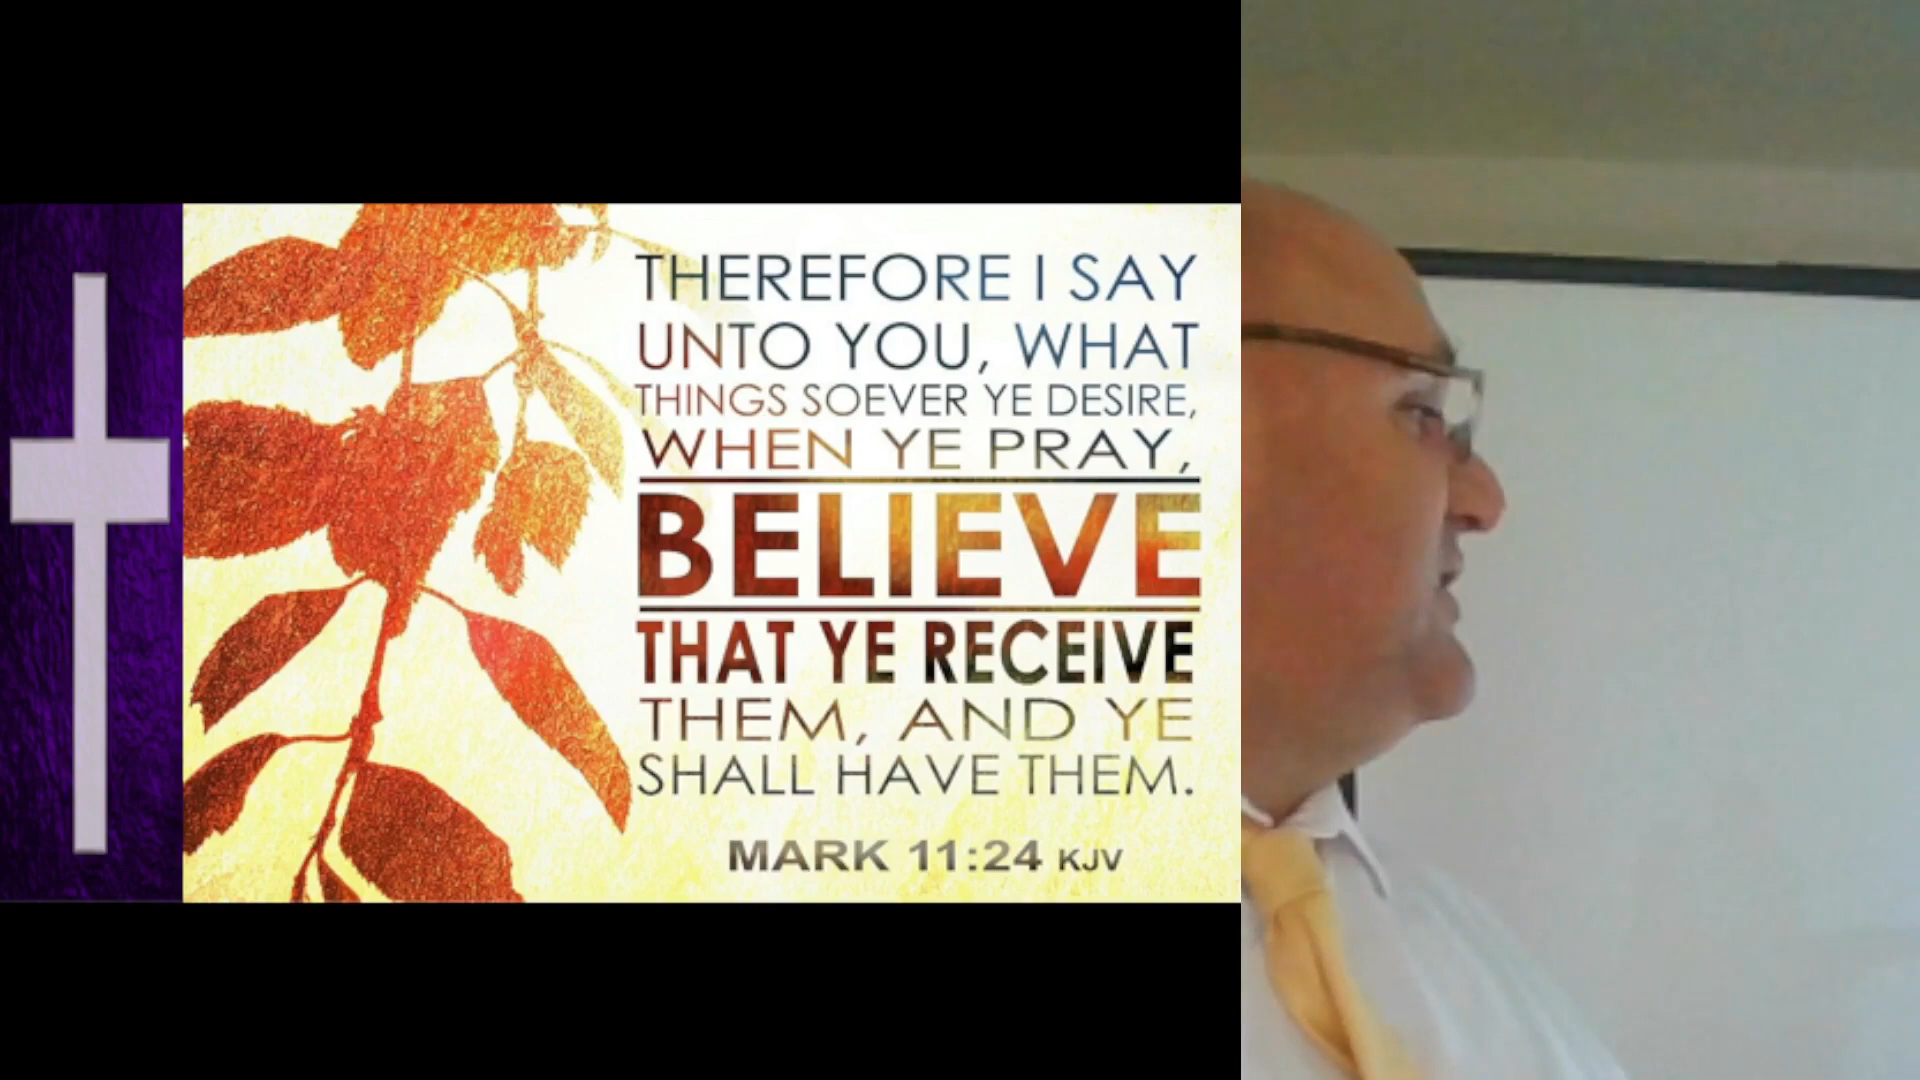 THEREFORE I SAY
UNTO YOU, WHAT
THINGS SOEVER YE DESIRE,
WHEN YE PRAY,
BELIEVE
THAT YE RECEIVE
THEM, AND YE
SHALL HAVE THEM.
MARK 11:24 KJV